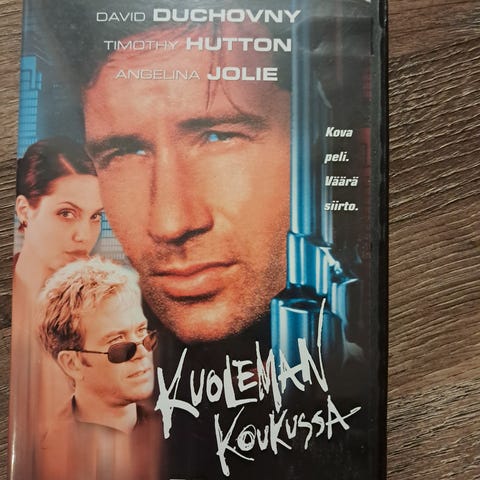 DAVID DUCHOVNY
TIMOTHY HUTTON
ANGELINA JOLIE
Kova
peli.
Väärä
siirto.
KUOLEMAN
KOUKUSSA